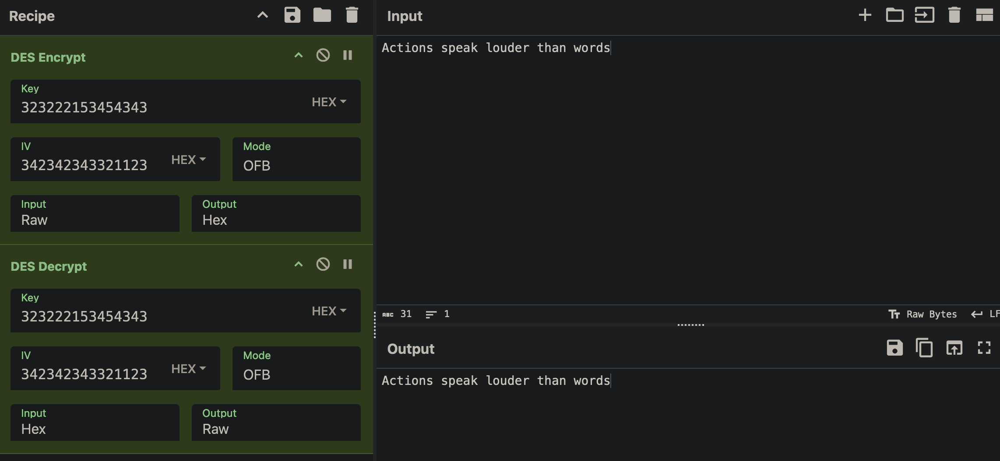 Recipe
DES Encrypt
Key
323222153454343
HEX
IV
342342343321123
HEX
Mode
OFB
Input
Raw
Output
Hex
DES Decrypt
Key
323222153454343
HEX
IV
342342343321123
HEX
Mode
OFB
Input
Hex
Output
Raw
Input
Actions speak louder than words
ABC 31 1
Raw Bytes LF
Output
Actions speak louder than words